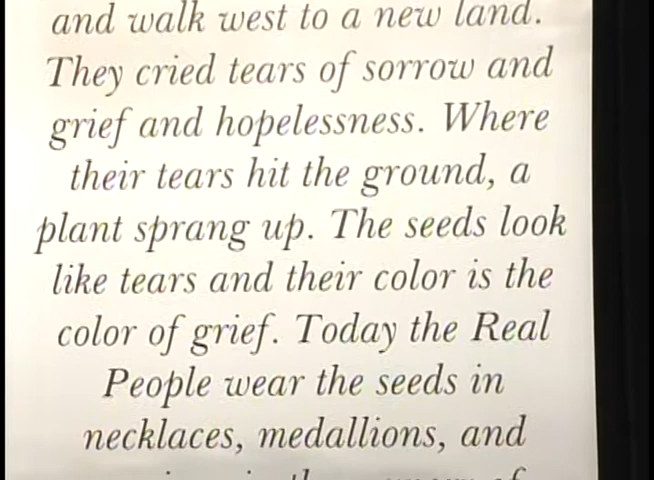 and walk west to a new land.
They cried tears of sorrow and
grief and hopelessness. Where
their tears hit the ground, a
plant sprang up. The seeds look
like tears and their color is the
color of grief. Today the Real
People wear the seeds in
necklaces, medallions, and